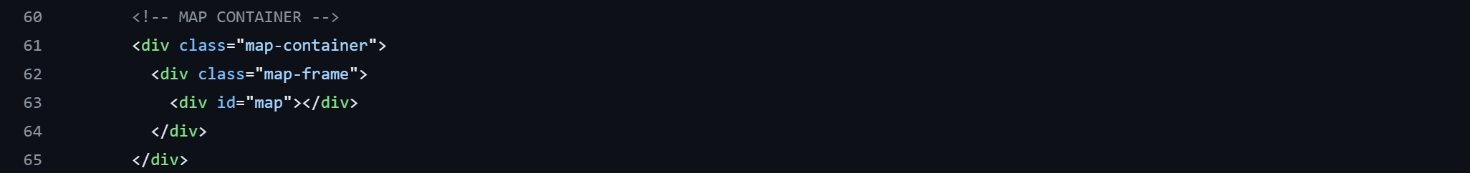 60 <!-- MAP CONTAINER -->
61 <div class="map-container">
62 <div class="map-frame">
63 <div id="map"></div>
64 </div>
65 </div>